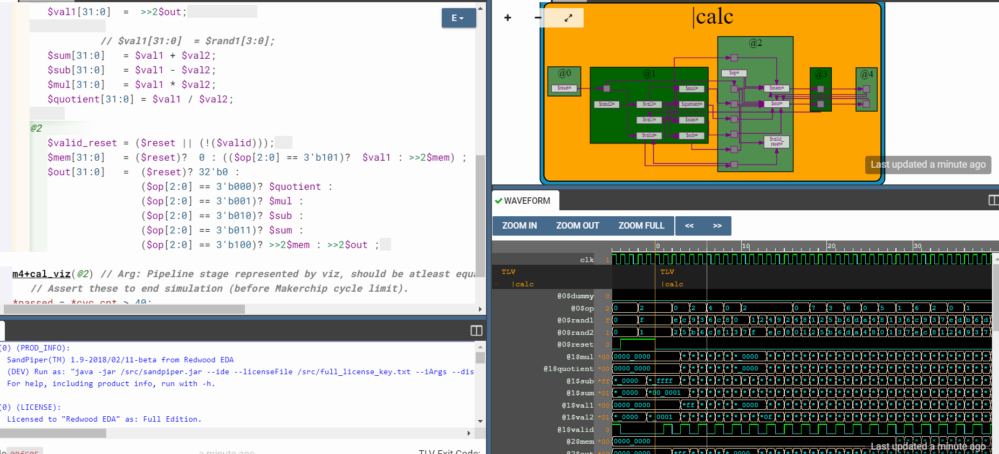 $val1[31:0]  =  >>2$out;
E
// $val1[31:0]  = $rand1[3:0];
$sum[31:0]   = $val1 + $val2;
$sub[31:0]   = $val1 - $val2;
$mul[31:0]   = $val1 * $val2;
$quotient[31:0] = $val1 / $val2;
@2
$valid_reset = ($reset || (!($valid)));
$mem[31:0]   = ($reset)?  0 : (($op[2:0] == 3'b101)?  $val1 : >>2$mem) ;
$out[31:0]   =  ($reset)? 32'b0 :
($op[2:0] == 3'b000)? $quotient :
($op[2:0] == 3'b001)? $mul :
($op[2:0] == 3'b010)? $sub :
($op[2:0] == 3'b011)? $sum :
($op[2:0] == 3'b100)? >>2$mem : >>2$out ;
m4+cal_viz(@2) // Arg: Pipeline stage represented by viz, should be atleast equa
// Assert these to end simulation (before Makerchip cycle limit).
*passed = *cyc_cnt > 40;
(0) (PROD_INFO):
SandPiper(TM) 1.9-2018/02/11-beta from Redwood EDA
(DEV) Run as: "java -jar /src/sandpiper.jar --ide --licenseFile /src/full_license_key.txt --iArgs --dis
For help, including product info, run with -h.
(0) (LICENSE):
Licensed to "Redwood EDA" as: Full Edition.
a minute ago
TLV Exit Code:
+ −
|calc
@0
$reset=
@1
$rand2=
$val2=
$val1=
$valid=
$mul=
$quotient=
$sum=
$sub=
@2
$op=
$mem=
$out=
$valid_
reset=
@3
@4
Last updated a minute ago
WAVEFORM
ZOOM IN ZOOM OUT ZOOM FULL << >>
0 10 20 30
clk 1
- TLV TLV
- |calc |calc
@0$dummy 0
@0$op 2 0 2 0 2 4 0 2 0 7 3 6 0 5 1 6 2 0 1
@0$rand1 f 0 f e c 9 3 6 c 8 0 1 2 4 9 2 4 8 1 2 5 b 6 d a 4 8 1 3 6 c 9 3 7 e d b 6 d
@0$rand2 1 0 1 2 5 b 6 c 8 1 3 7 f e c 8 0 1 2 5 b 6 d a 4 8 0 1 3 7 e c 8 1 2 4 9 3 7
@0$reset 0
@1$mul *00 0000_0000 * * * * * * *_0000
@1$quotient *00 0000_0000 * * * * * * *_0000
@1$sub *ff *_0000 *_ffff
@1$sum *01 *_0000 *00_0001
@1$val1 *00 0000_0000 *ff * * * * * *_0000
@1$val2 *01 *_0000 *_0001 *0f
@1$valid 0
@2$mem *00 0000_0000
@2$out *00 0000_0000 *ff * * * * *_0000
Last updated a minute ago